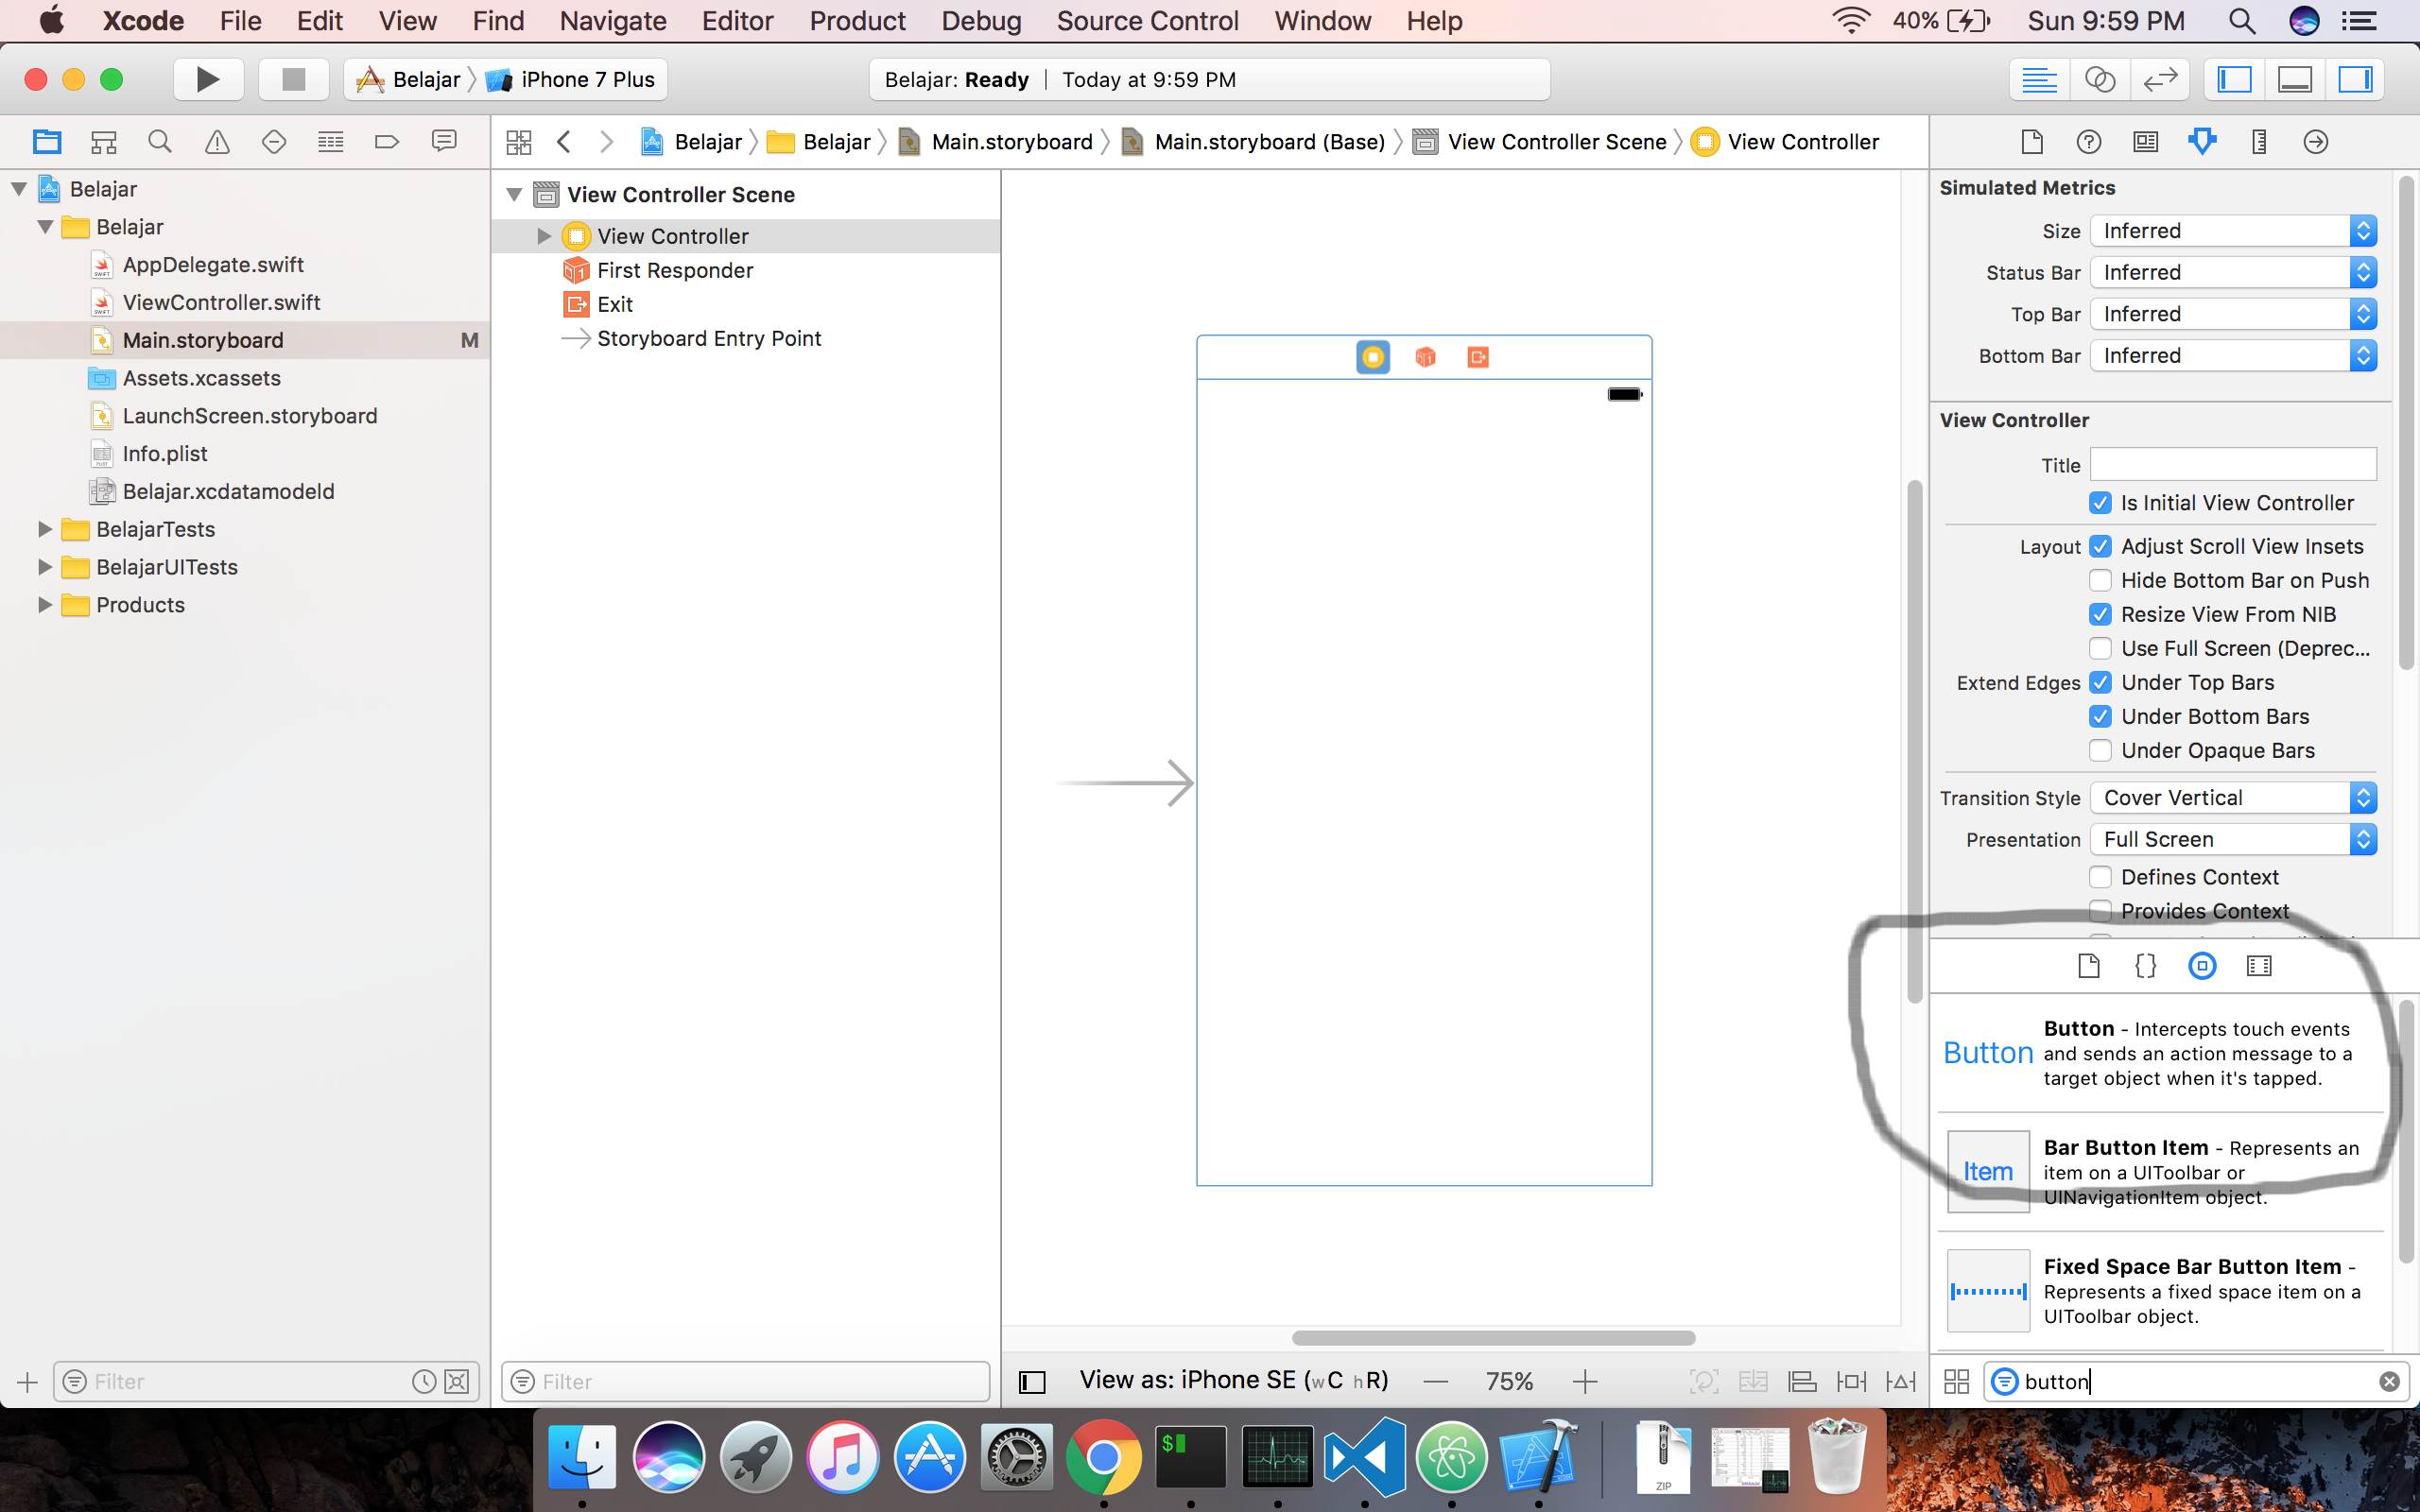 Xcode File Edit View Find Navigate Editor Product Debug Source Control Window Help 40% Sun 9:59 PM
Belajar iPhone 7 Plus Belajar: Ready Today at 9:59 PM
Belajar Belajar Main.storyboard Main.storyboard (Base) View Controller Scene View Controller
Belajar
Belajar
AppDelegate.swift
ViewController.swift
Main.storyboard M
Assets.xcassets
LaunchScreen.storyboard
Info.plist
Belajar.xcdatamodeld
BelajarTests
BelajarUITests
Products
Filter
View Controller Scene
View Controller
First Responder
Exit
Storyboard Entry Point
Filter
View as: iPhone SE (wC hR) 75%
Simulated Metrics
Size Inferred
Status Bar Inferred
Top Bar Inferred
Bottom Bar Inferred
View Controller
Title
Is Initial View Controller
Layout Adjust Scroll View Insets
Hide Bottom Bar on Push
Resize View From NIB
Use Full Screen (Deprec...
Extend Edges Under Top Bars
Under Bottom Bars
Under Opaque Bars
Transition Style Cover Vertical
Presentation Full Screen
Defines Context
Provides Context
Button
Button - Intercepts touch events
and sends an action message to a
target object when it's tapped.
Item
Bar Button Item - Represents an
item on a UIToolbar or
UINavigationItem object.
Fixed Space Bar Button Item -
Represents a fixed space item on a
UIToolbar object.
button
$
ZIP